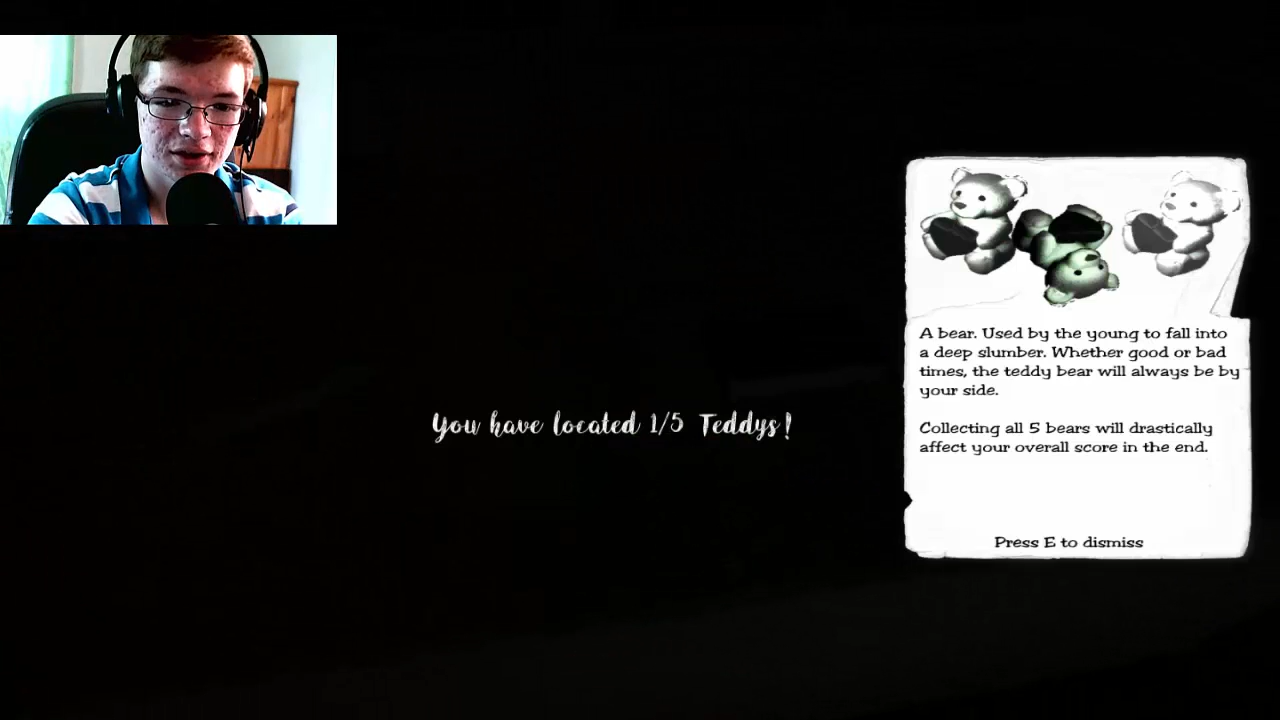 You have located 1/5 Teddys!
A bear. Used by the young to fall into
a deep slumber. Whether good or bad
times, the teddy bear will always be by
your side.
Collecting all 5 bears will drastically
affect your overall score in the end.
Press E to dismiss